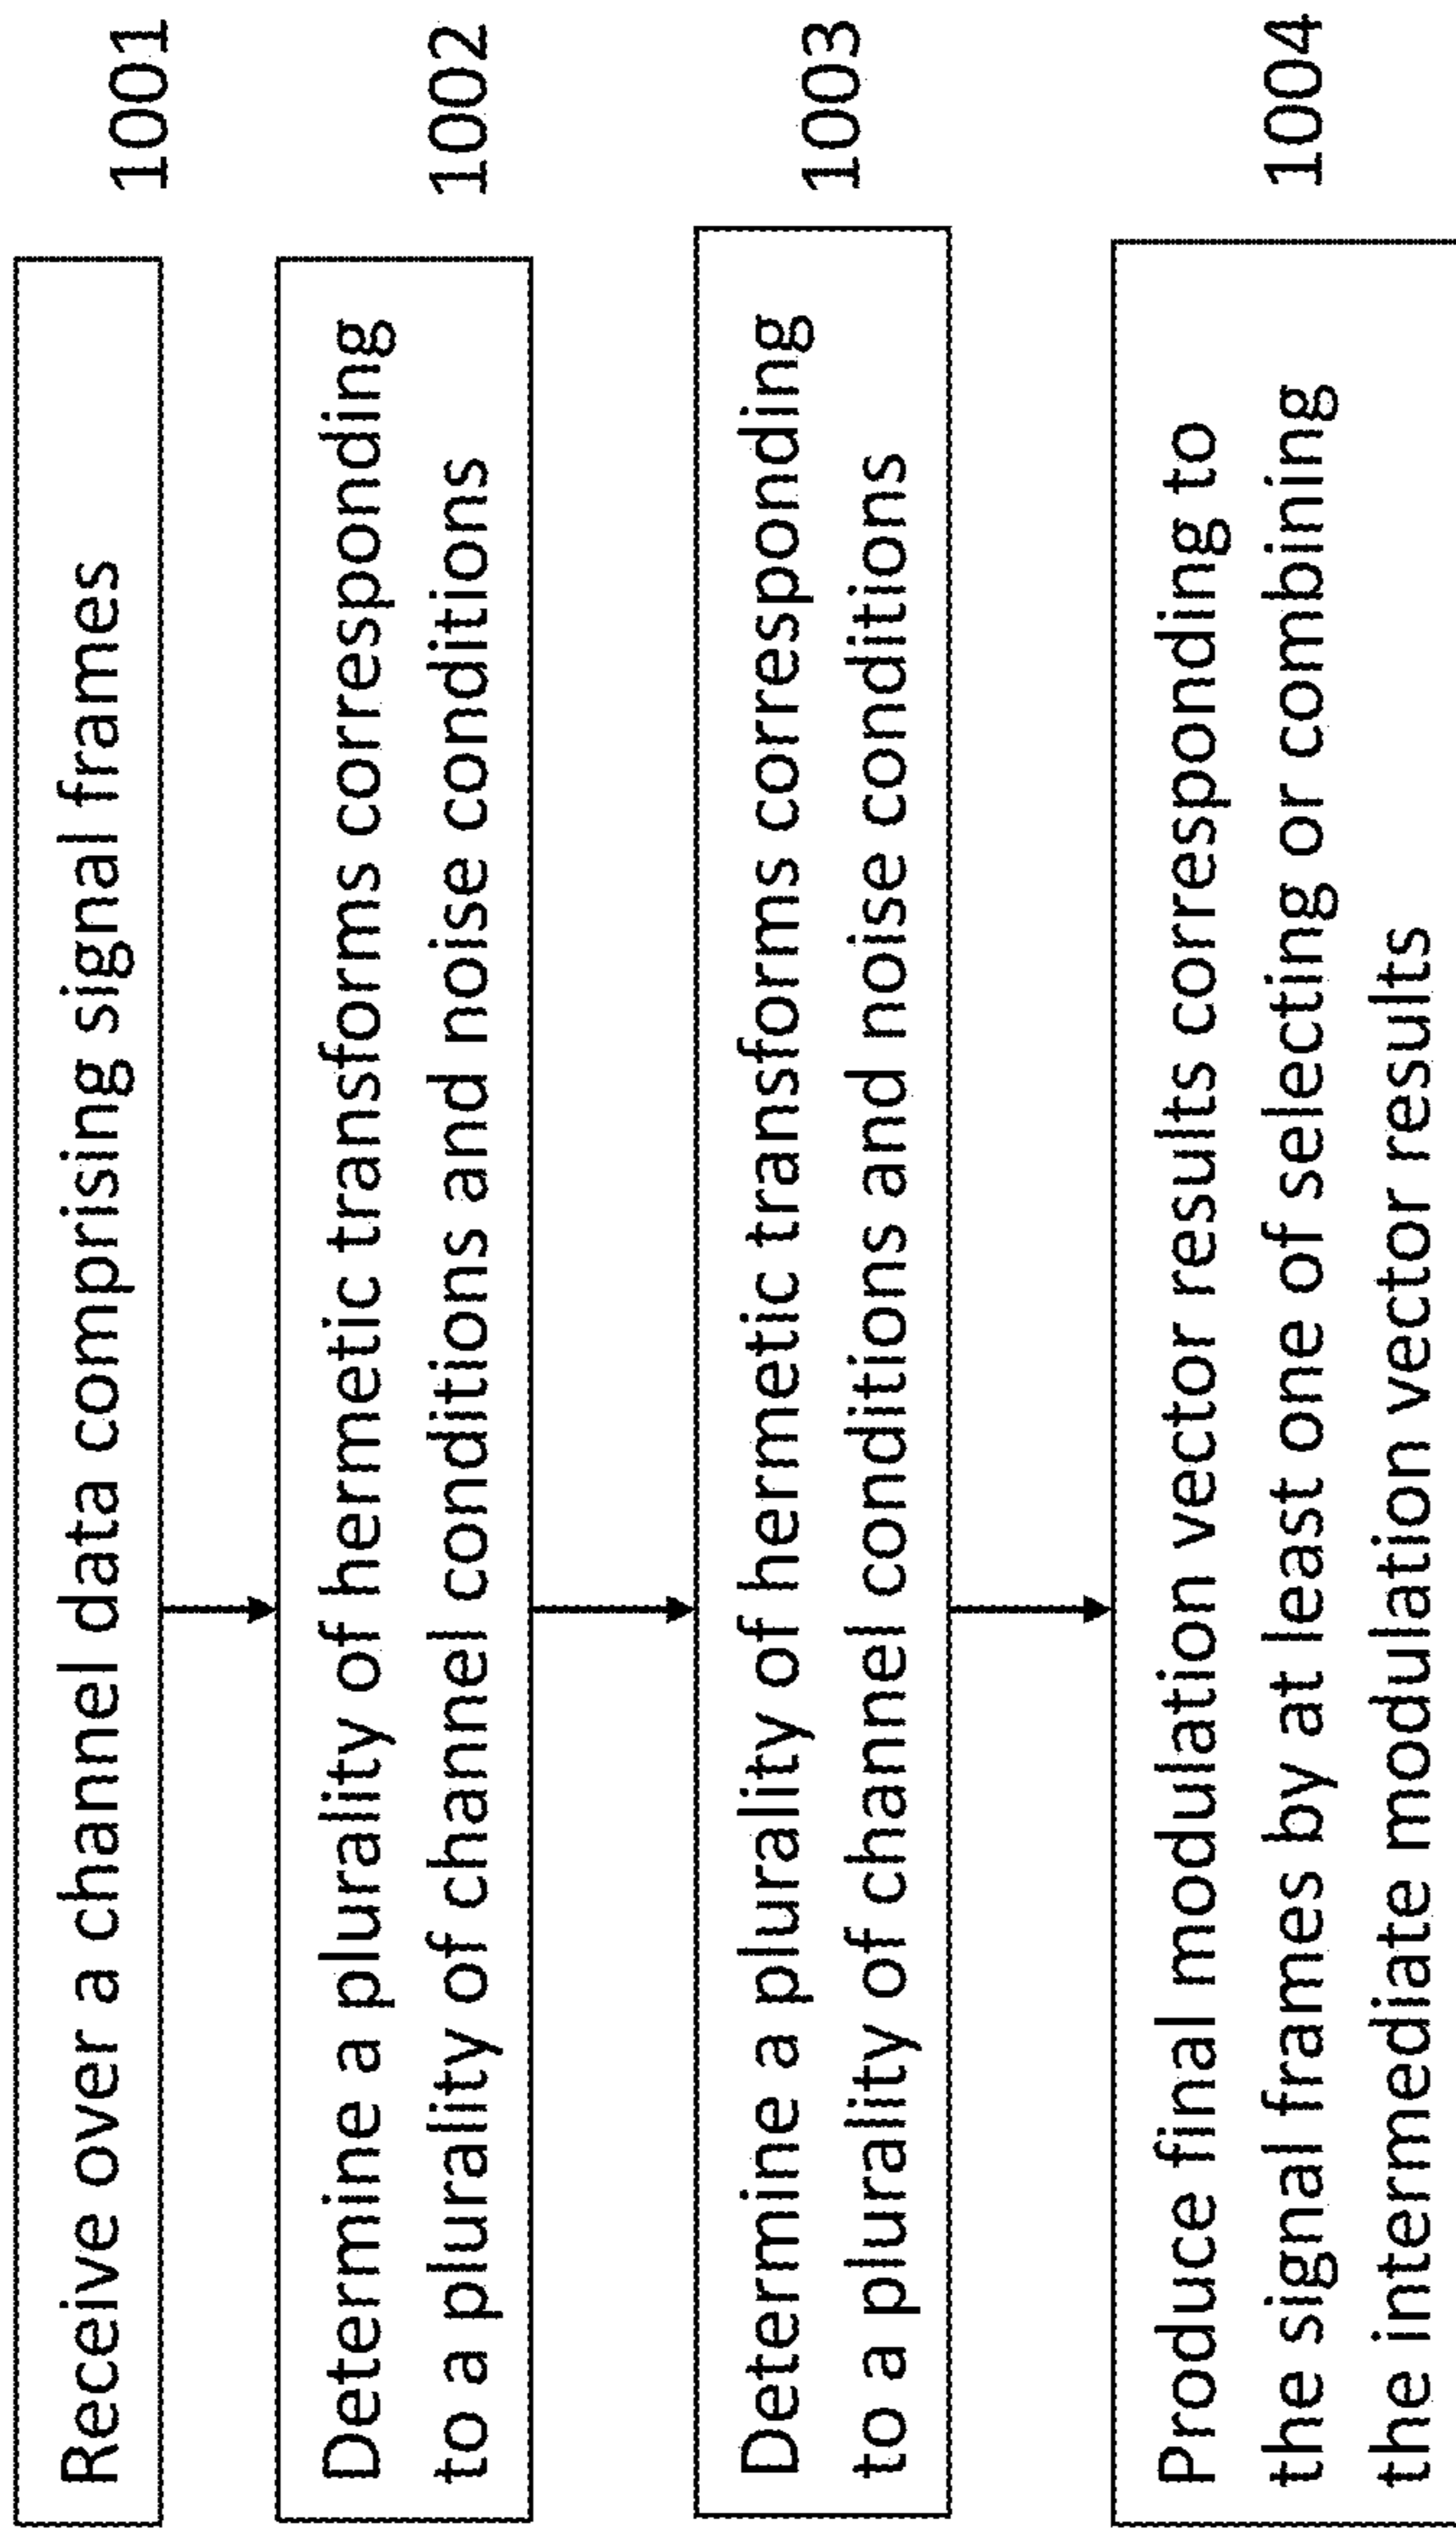 Receive over a channel data comprising signal frames
1001
Determine a plurality of hermetic transforms corresponding
to a plurality of channel conditions and noise conditions
1002
Determine a plurality of hermetic transforms corresponding
to a plurality of channel conditions and noise conditions
1003
Produce final modulation vector results corresponding to
the signal frames by at least one of selecting or combining
the intermediate modulation vector results
1004